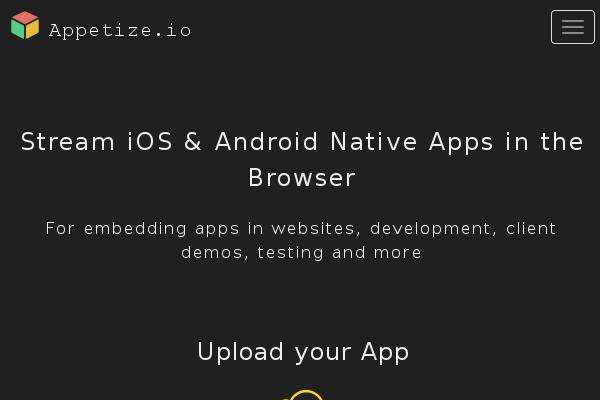 Appetize.io
Stream iOS & Android Native Apps in the
Browser
For embedding apps in websites, development, client
demos, testing and more
Upload your App